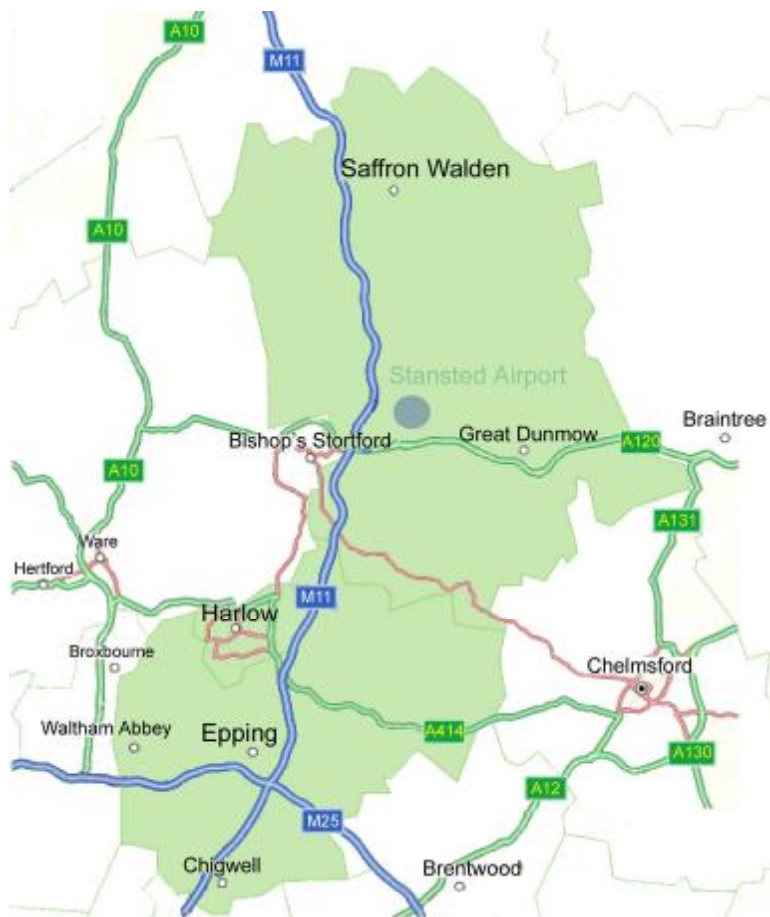 A10
M11
Saffron Walden
A10
Stansted Airport
Bishop's Stortford
Great Dunmow
Braintree
A120
A10
A131
Ware
Hertford
M11
Harlow
Broxbourne
Chelmsford
Waltham Abbey
Epping
A414
A130
A12
M25
Chigwell
Brentwood